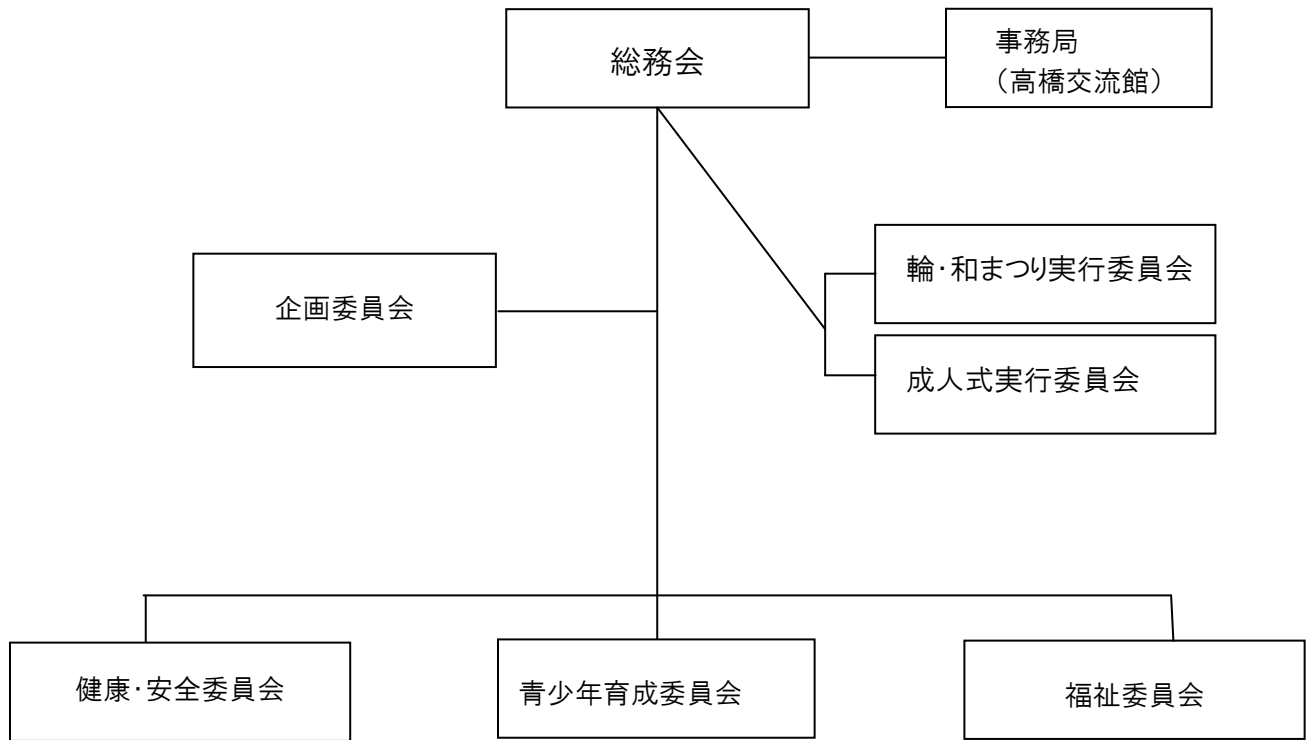 総務会
事務局
（高橋交流館）
輪・和まつり実行委員会
企画委員会
成人式実行委員会
健康・安全委員会
青少年育成委員会
福祉委員会